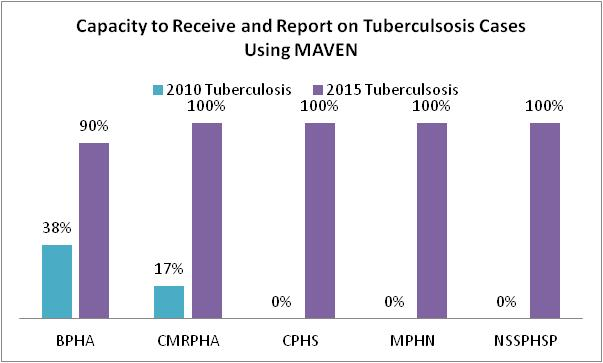 Capacity to Receive and Report on Tuberculsosis Cases
Using MAVEN
2010 Tuberculosis 2015 Tuberculsosis
38% 90% 17% 100% 0% 100% 0% 100% 0% 100%
BPHA CMRPHA CPHS MPHN NSSPHSP